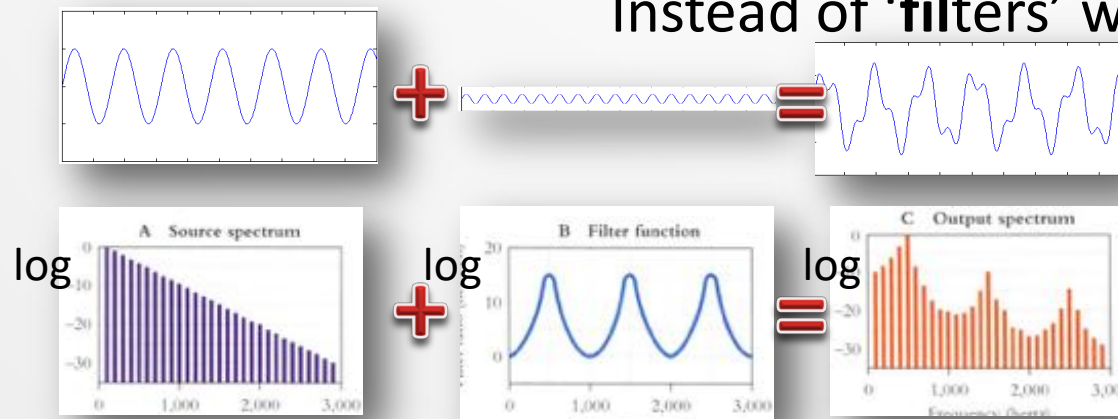 Instead of 'filters' w
A Source spectrum
log
0
-10
-20
-30
0 1,000 2,000 3,000
B Filter function
log
20
10
0
0 1,000 2,000 3,000
C Output spectrum
log
0
-20
-30
0 1,000 2,000 3,00
Frequency (hertz)